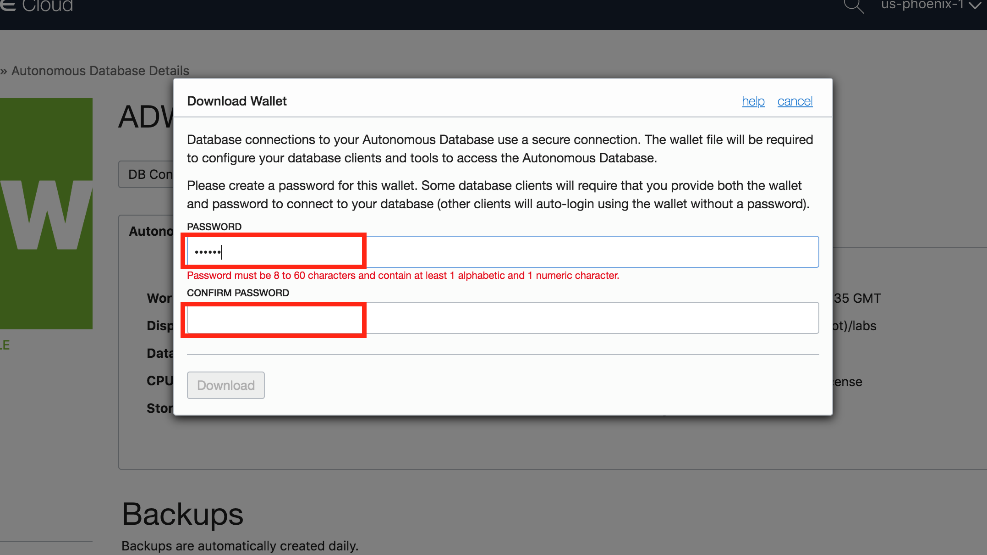 Cloud
us-phoenix-1
» Autonomous Database Details
ADW
DB Con
Autono
Download Wallet
help
cancel
Database connections to your Autonomous Database use a secure connection. The wallet file will be required
to configure your database clients and tools to access the Autonomous Database.
Please create a password for this wallet. Some database clients will require that you provide both the wallet
and password to connect to your database (other clients will auto-login using the wallet without a password).
PASSWORD
••••••
Password must be 8 to 60 characters and contain at least 1 alphabetic and 1 numeric character.
CONFIRM PASSWORD
Download
W
LE
Wor
35 GMT
Disp
ot)/labs
Data
CPU
ense
Stor
Backups
Backups are automatically created daily.